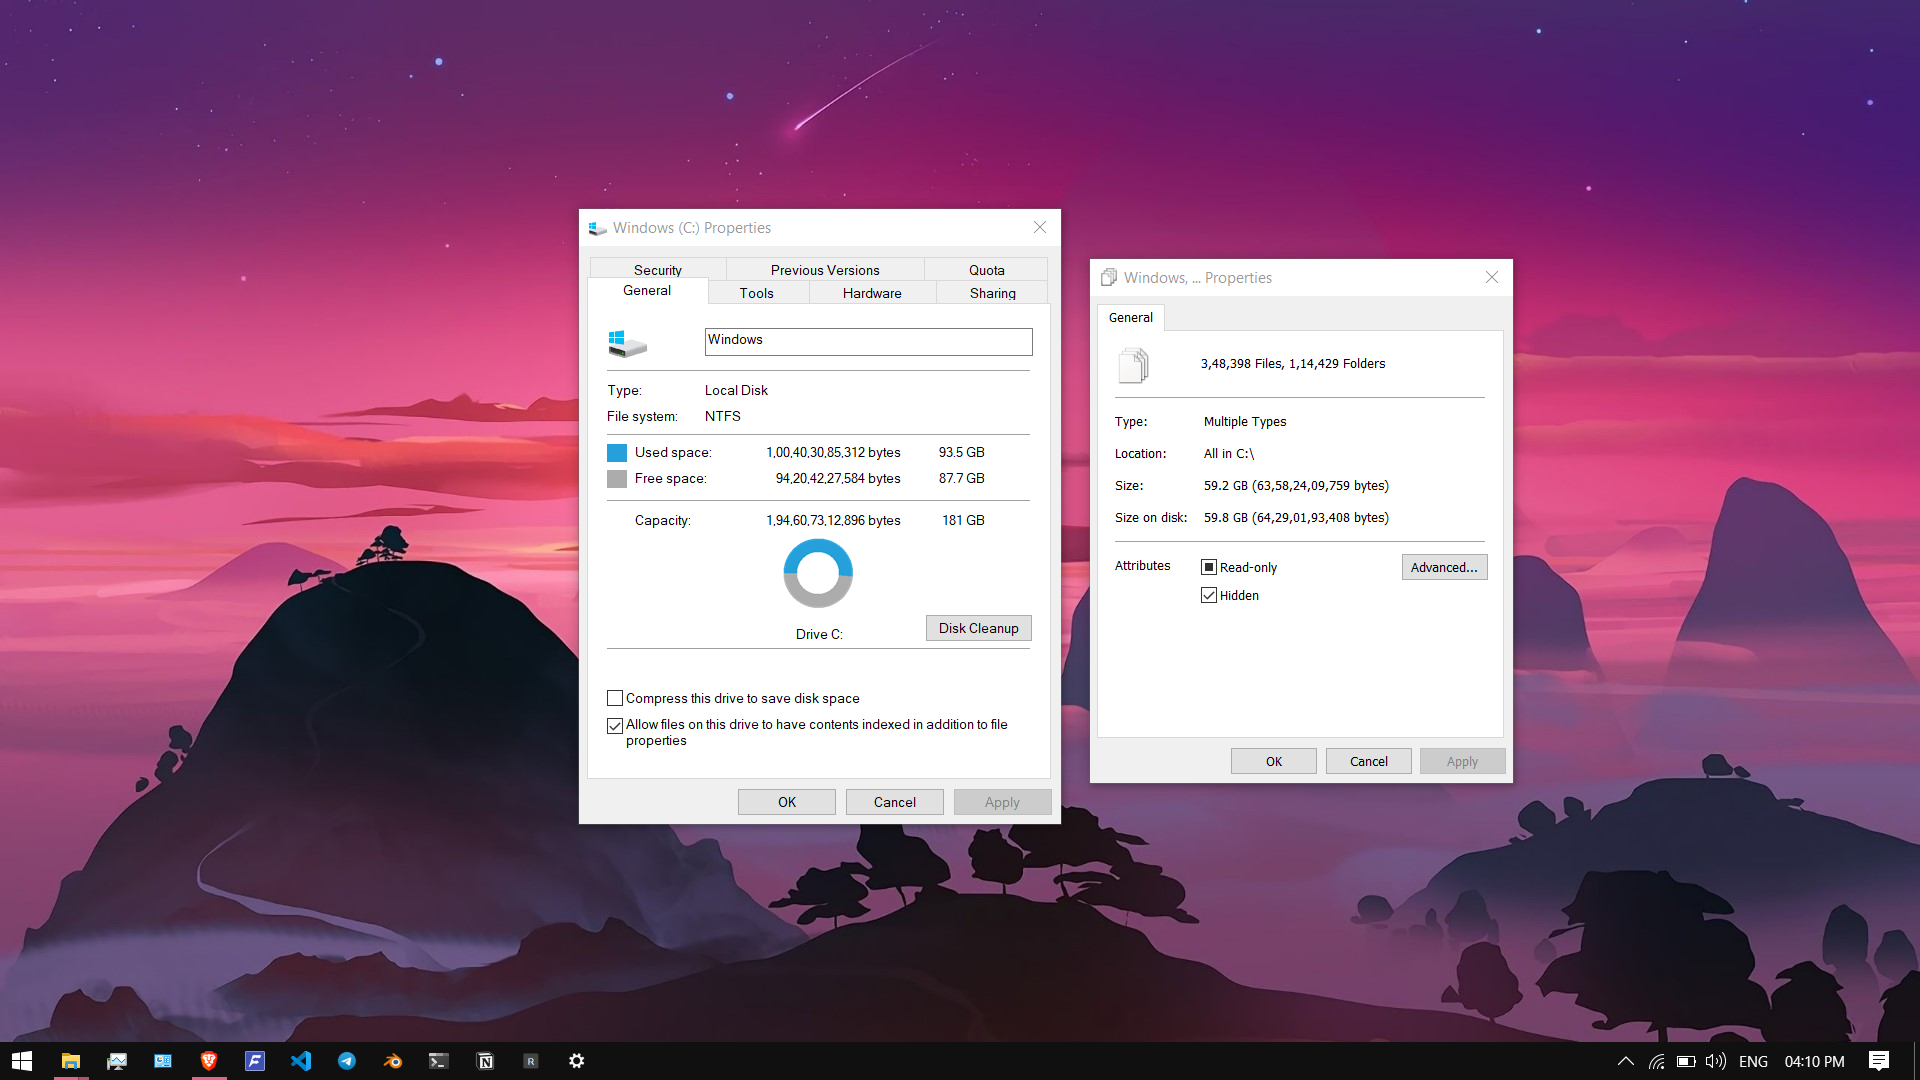 Windows (C:) Properties
Security Previous Versions Quota
General Tools Hardware Sharing
Windows
Type: Local Disk
File system: NTFS
Used space: 1,00,40,30,85,312 bytes 93.5 GB
Free space: 94,20,42,27,584 bytes 87.7 GB
Capacity: 1,94,60,73,12,896 bytes 181 GB
Drive C:
Disk Cleanup
Compress this drive to save disk space
Allow files on this drive to have contents indexed in addition to file
properties
OK Cancel Apply
Windows, ... Properties
General
3,48,398 Files, 1,14,429 Folders
Type: Multiple Types
Location: All in C:\
Size: 59.2 GB (63,58,24,09,759 bytes)
Size on disk: 59.8 GB (64,29,01,93,408 bytes)
Attributes Read-only Advanced...
Hidden
OK Cancel Apply
ENG 04:10 PM